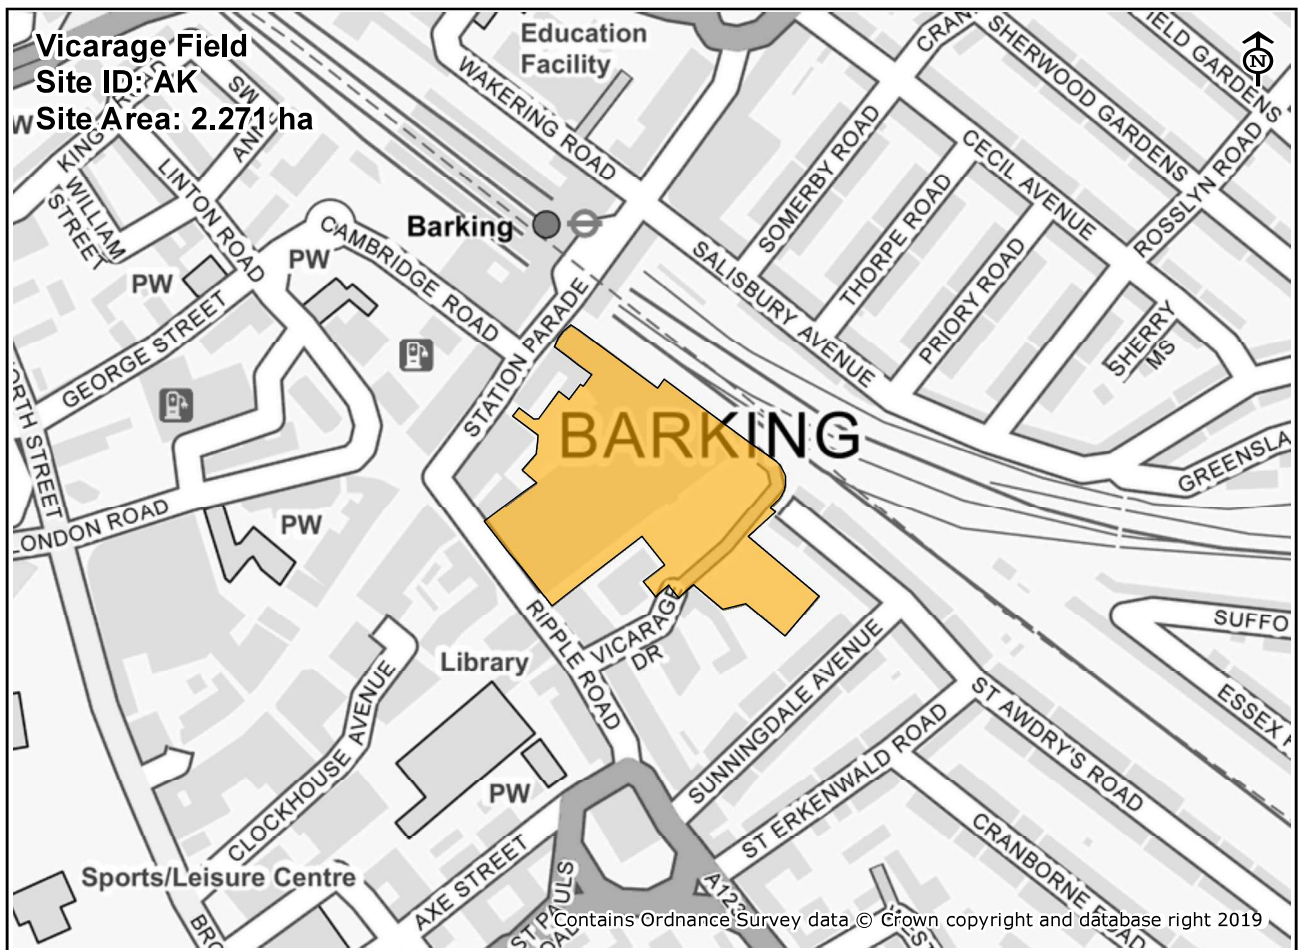 Vicarage Field
Site ID: AK
Site Area: 2.271 ha
N
Education
Facility
WAKERING ROAD
SHERWOOD GARDENS
FIELD GARDENS
CECIL AVENUE
ROSSLYN ROAD
SOMERBY ROAD
THORPE ROAD
PRIORY ROAD
SHERRY
MS
SALISBURY AVENUE
LINTON ROAD
WILLIAM
STREET
Barking
CAMBRIDGE ROAD
PW
PW
GEORGE STREET
STATION PARADE
BARKING
LONDON ROAD
PW
RIPPLE ROAD
VICARAGE
DR
Library
CLOCKHOUSE AVENUE
SUNNINGDALE AVENUE
ST AWDRY'S ROAD
ST ERKENWALD ROAD
PW
AXE STREET
Sports/Leisure Centre
ST PAULS
CRANBORNE
SUFFO
ESSEX
GREENSLA
Contains Ordnance Survey data © Crown copyright and database right 2019